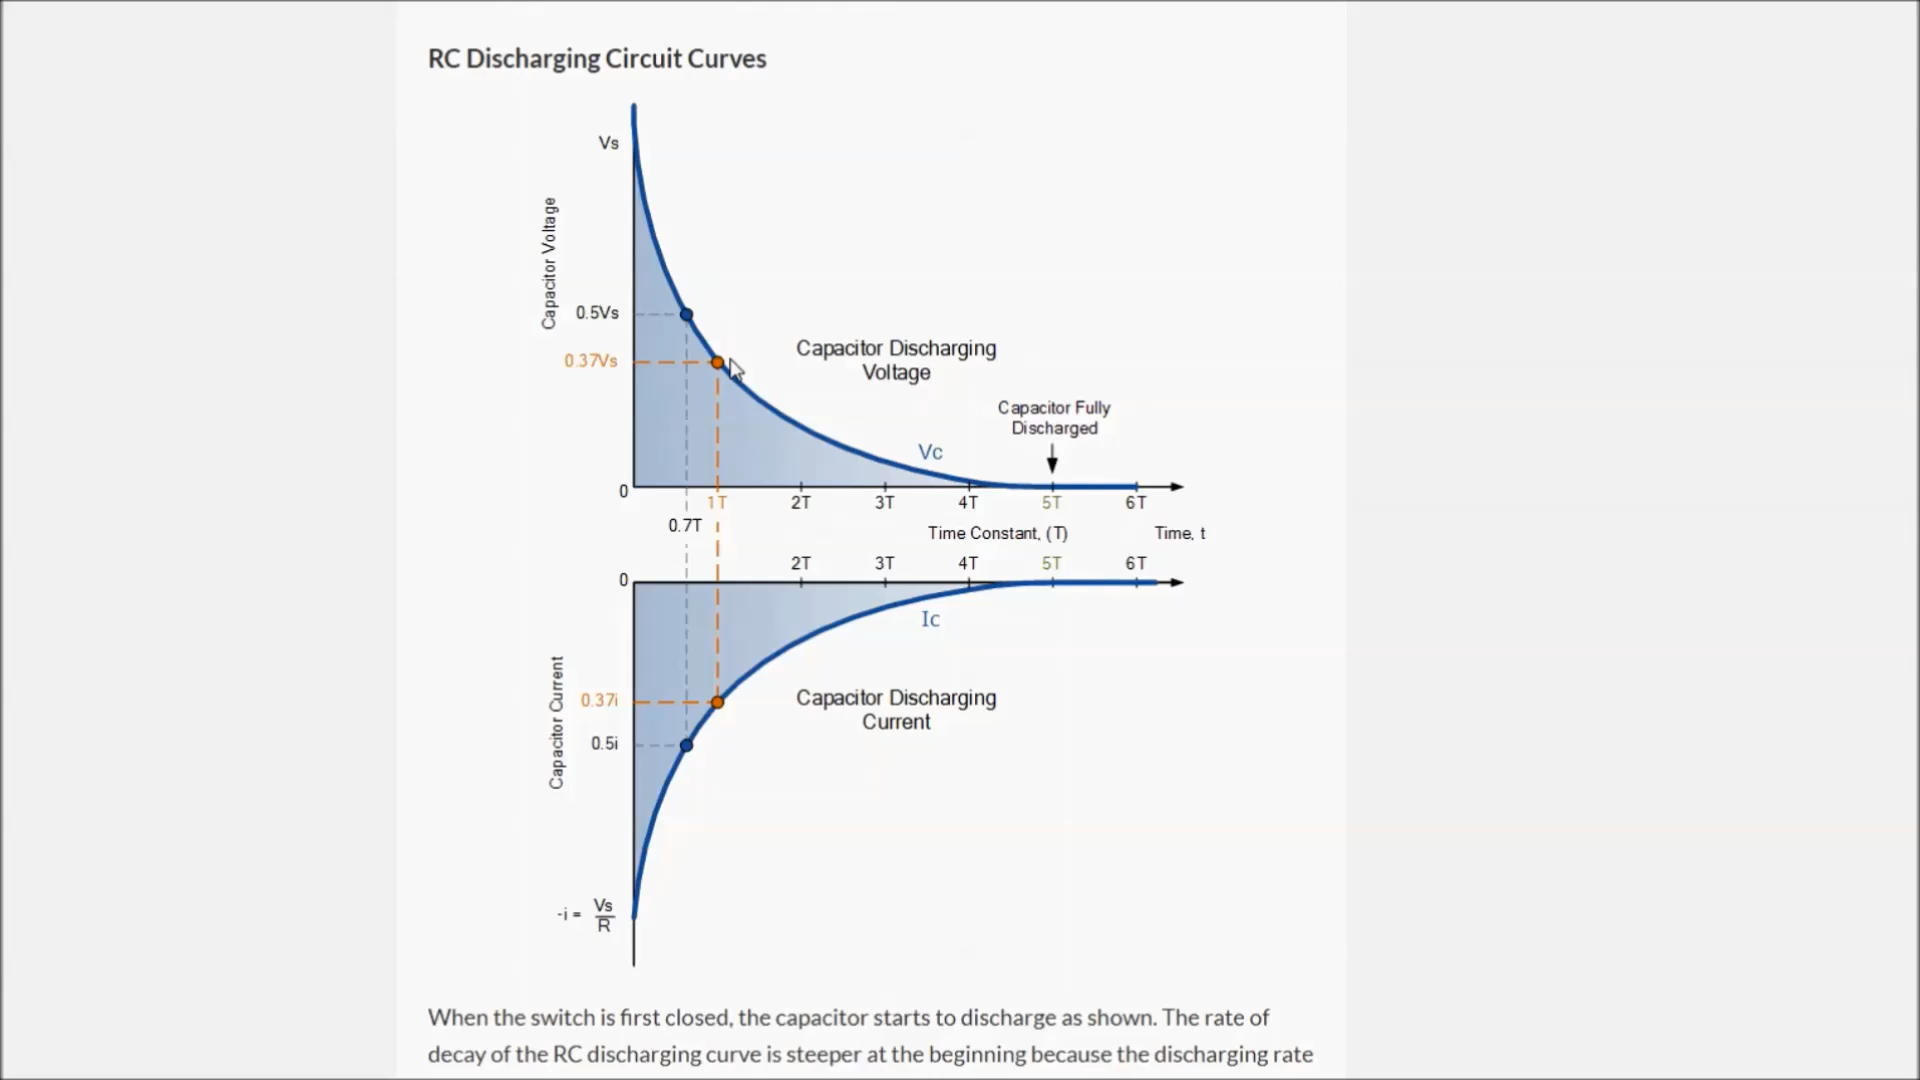 RC Discharging Circuit Curves
Vs
Capacitor Voltage
0.5Vs
0.37Vs
Capacitor Discharging
Voltage
Capacitor Fully
Discharged
Vc
0
1T 2T 3T 4T 5T 6T
0.7T
Time Constant, (T) Time, t
2T 3T 4T 5T 6T
0
Ic
Capacitor Current
0.37i
0.5i
Capacitor Discharging
Current
-i = Vs
R
When the switch is first closed, the capacitor starts to discharge as shown. The rate of
decay of the RC discharging curve is steeper at the beginning because the discharging rate